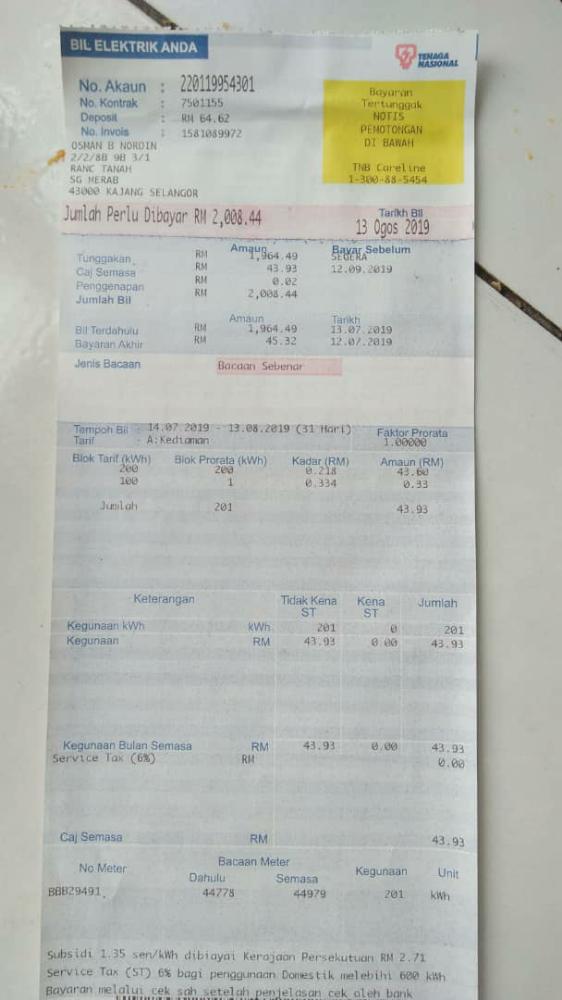 BIL ELEKTRIK ANDA
TENAGA
NASIONAL
No. Akaun : 220119954301
No. Kontrak : 7501155
Deposit : RM 64.62
No. Invois : 1581089972
OSMAN B NORDIN
2/2/8B 9B 3/1
RANC TANAH
SG MERAB
43000 KAJANG SELANGOR
Bayaran
Tertunggak
NOTIS
PEMOTONGAN
DI BAWAH
TNB Careline
1-300-88-5454
Jumlah Perlu Dibayar RM 2,008.44
Tarikh Bil
13 Ogos 2019
Amaun Bayar Sebelum
Tunggakan RM 1,964.49 SEGERA
Caj Semasa RM 43.93 12.09.2019
Penggenapan RM 0.02
Jumlah Bil RM 2,008.44
Amaun Tarikh
Bil Terdahulu RM 1,964.49 13.07.2019
Bayaran Akhir RM 45.32 12.07.2019
Jenis Bacaan Bacaan Sebenar
Tempoh Bil : 14.07.2019 - 13.08.2019 (31 Hari) Faktor Prorata
Tarif : A:Kediaman 1.00000
Blok Tarif (kWh) Blok Prorata (kWh) Kadar (RM) Amaun (RM)
200 200 0.218 43.60
100 1 0.334 0.33
Jumlah 201 43.93
Keterangan Tidak Kena ST Kena ST Jumlah
Kegunaan kWh kWh 201 0 201
Kegunaan RM 43.93 0.00 43.93
Kegunaan Bulan Semasa RM 43.93 0.00 43.93
Service Tax (6%) RM 0.00
Caj Semasa RM 43.93
No Meter Bacaan Meter Kegunaan Unit
Dahulu Semasa
BBB29491 44778 44979 201 kWh
Subsidi 1.35 sen/kWh dibiayai Kerajaan Persekutuan RM 2.71
Service Tax (ST) 6% bagi penggunaan Domestik melebihi 600 kWh
Bayaran melalui cek sah setelah penjelasan cek oleh bank